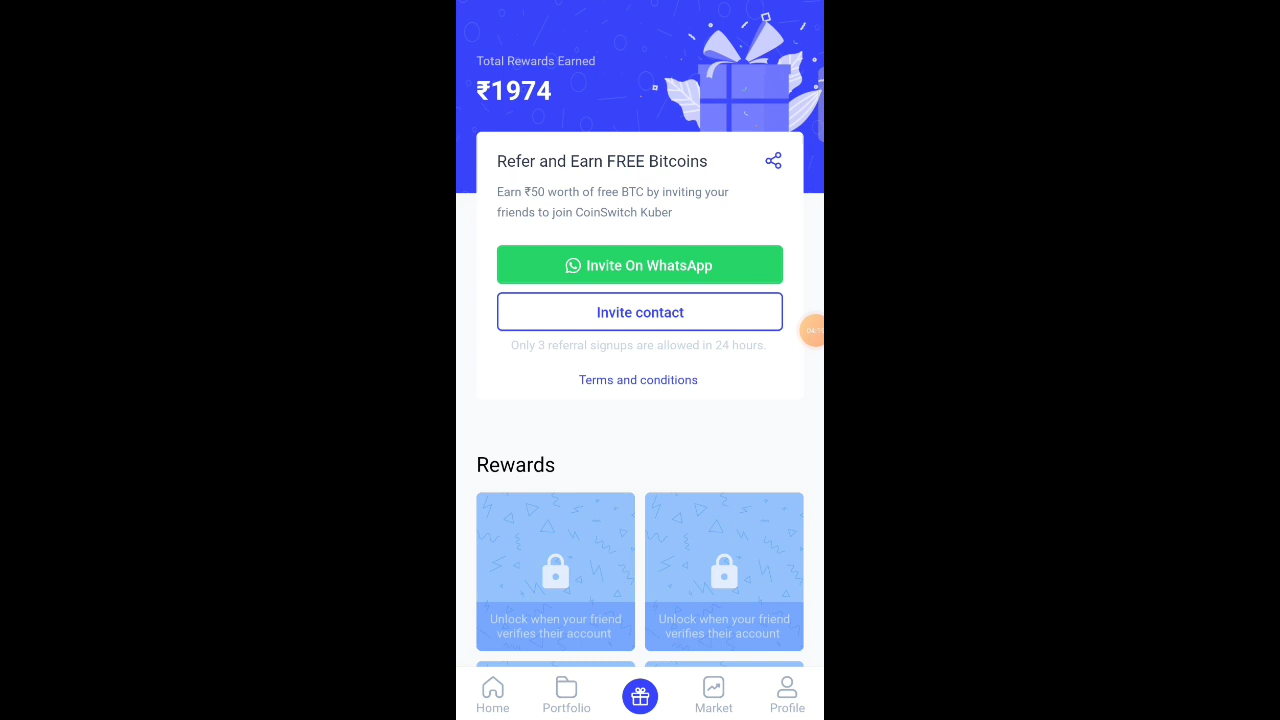 Total Rewards Earned
₹1974
Refer and Earn FREE Bitcoins
Earn ₹50 worth of free BTC by inviting your
friends to join CoinSwitch Kuber
Invite On WhatsApp
Invite contact
Only 3 referral signups are allowed in 24 hours.
Terms and conditions
Rewards
Unlock when your friend
verifies their account
Unlock when your friend
verifies their account
Home
Portfolio
Market
Profile